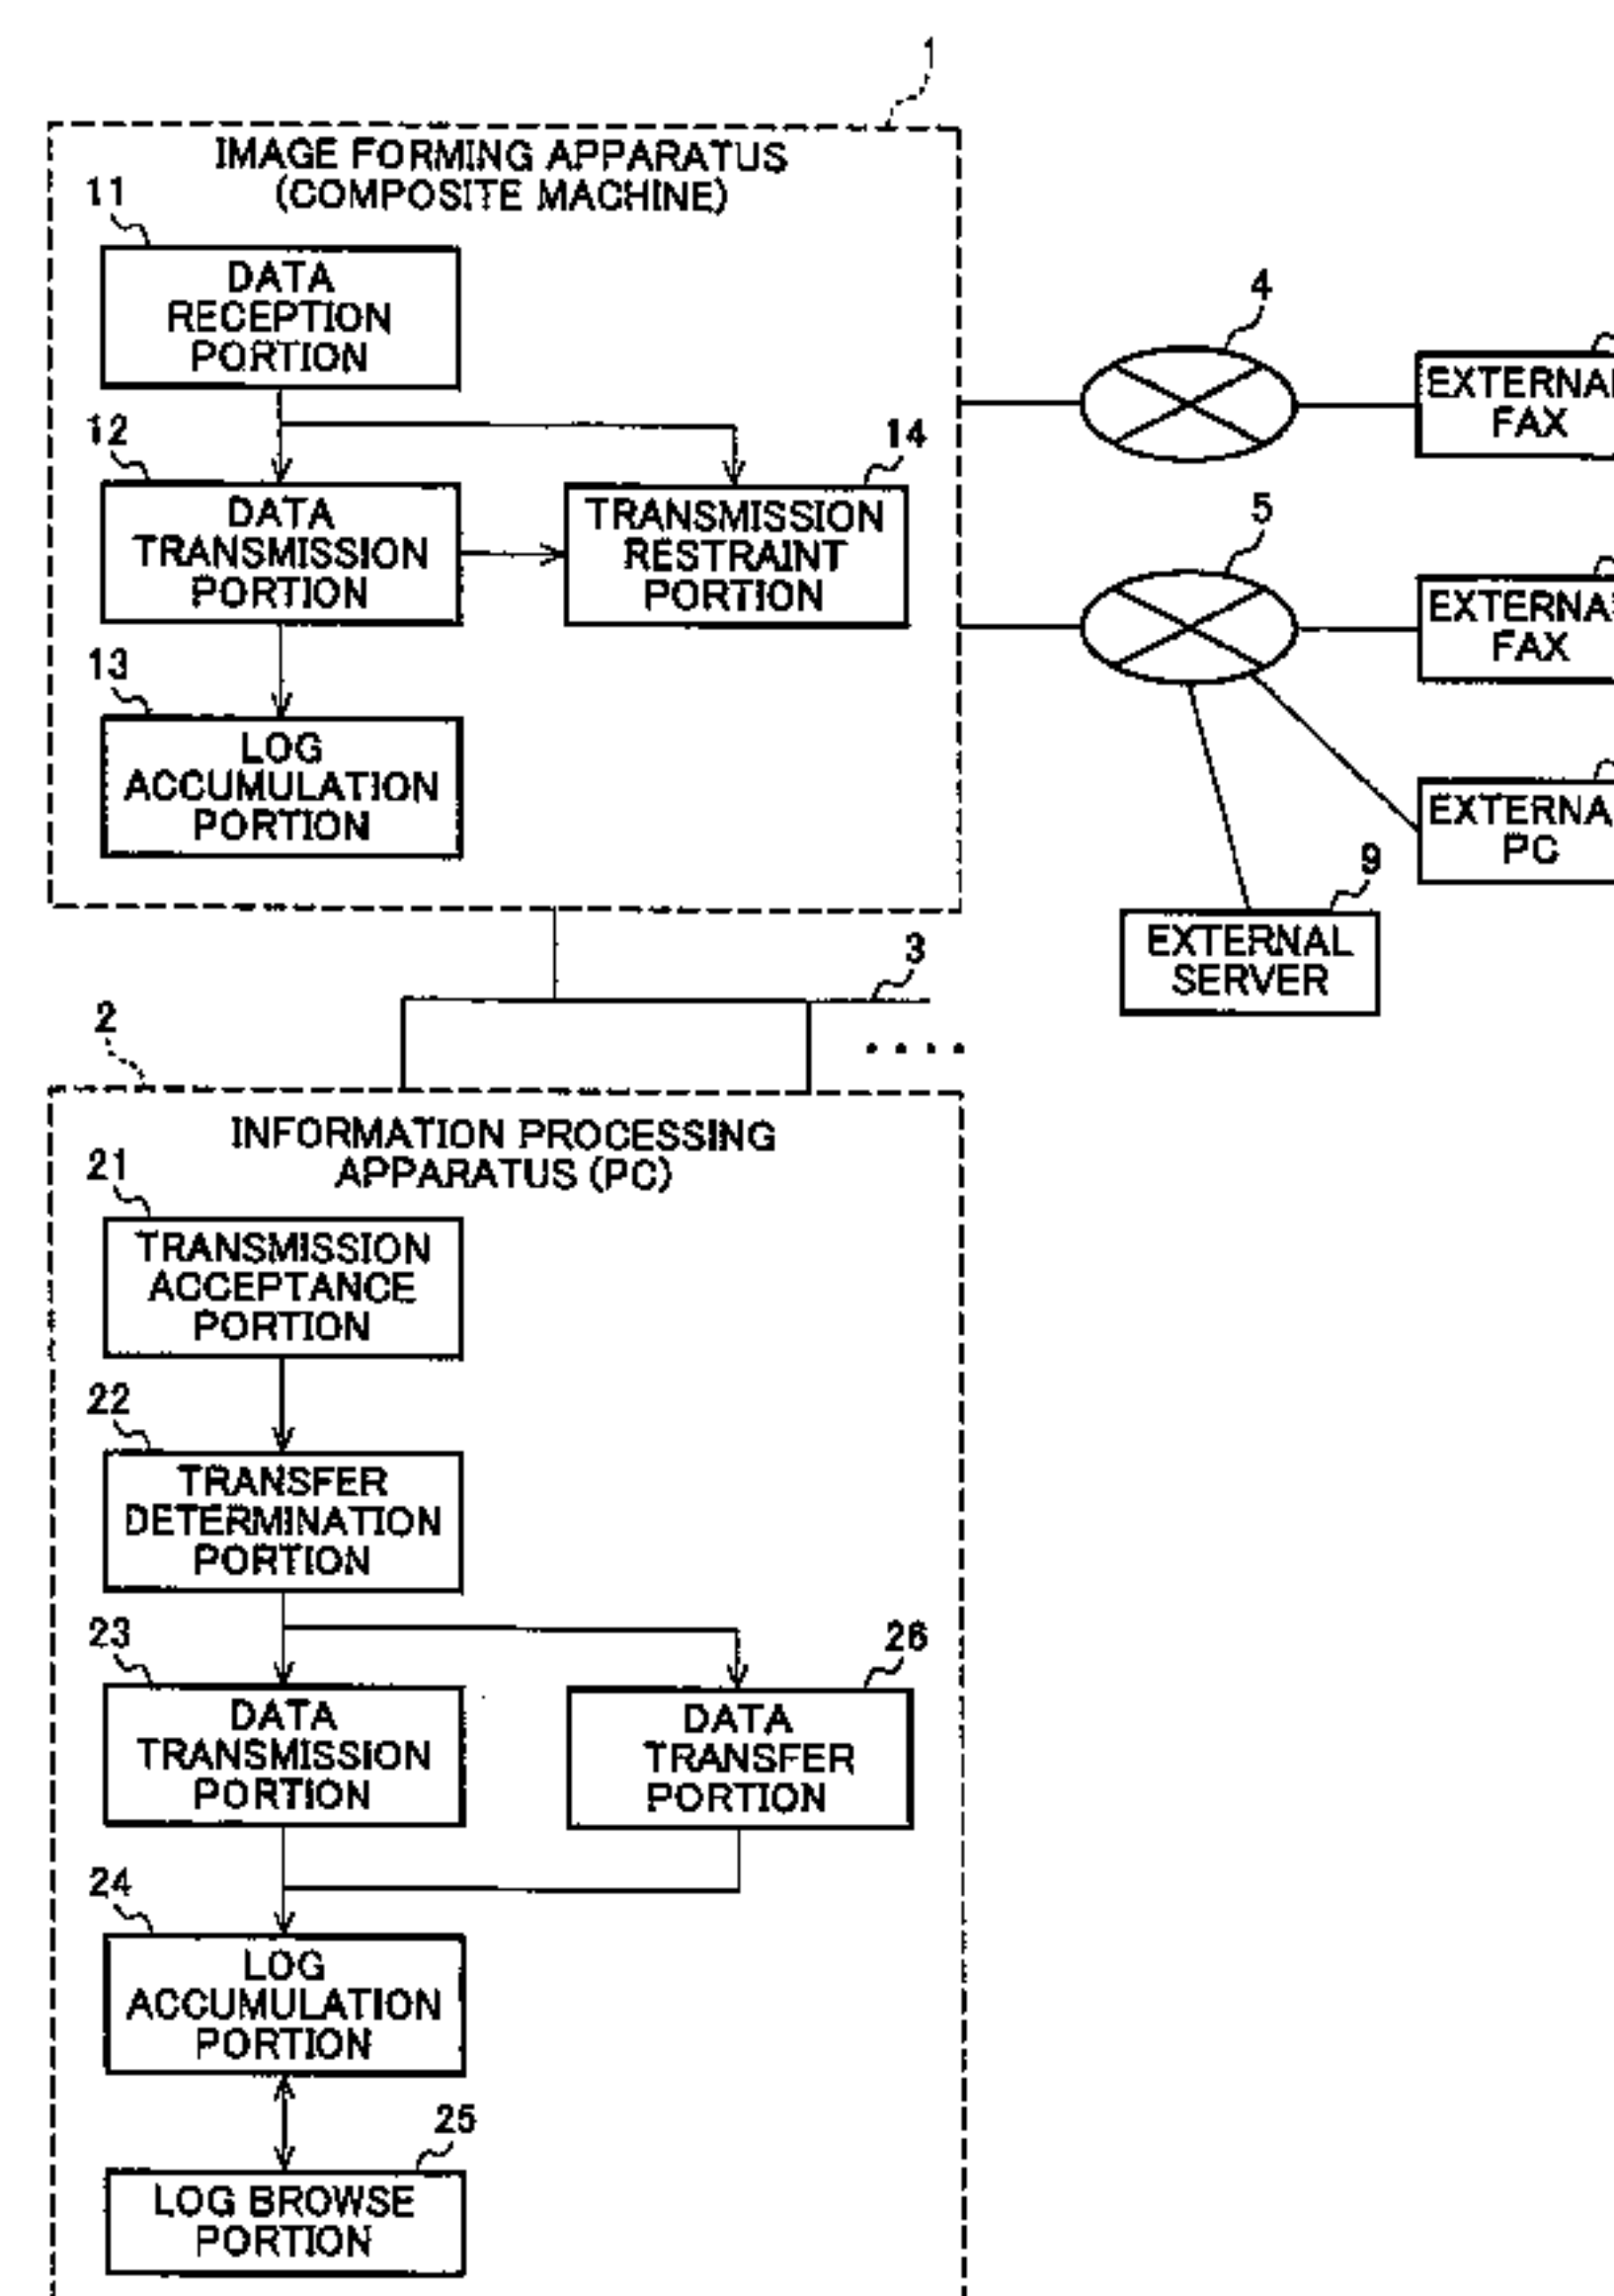 1
IMAGE FORMING APPARATUS
(COMPOSITE MACHINE)
11
DATA
RECEPTION
PORTION
12
DATA
TRANSMISSION
PORTION
14
TRANSMISSION
RESTRAINT
PORTION
13
LOG
ACCUMULATION
PORTION
4
EXTERNAL
FAX
5
EXTERNA
FAX
EXTERNA
PC
9
EXTERNAL
SERVER
3
2
INFORMATION PROCESSING
APPARATUS (PC)
21
TRANSMISSION
ACCEPTANCE
PORTION
22
TRANSFER
DETERMINATION
PORTION
23
DATA
TRANSMISSION
PORTION
26
DATA
TRANSFER
PORTION
24
LOG
ACCUMULATION
PORTION
25
LOG BROWSE
PORTION